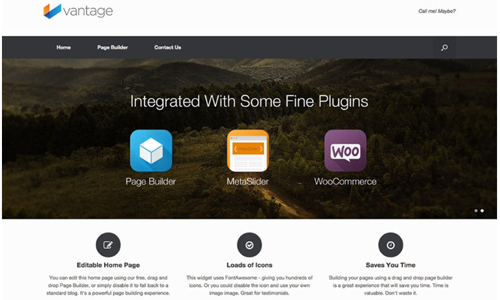 vantage
Call me! Maybe?
Home Page Builder Contact Us
Integrated With Some Fine Plugins
WOO
Page Builder MetaSlider WooCommerce
Editable Home Page
You can edit this home page using our free, drag and
drop Page Builder, or simply disable it to fall back to a
standard blog. It's a powerful page building experience.
Loads of Icons
This widget uses FontAwesome - giving you hundreds of
icons. Or you could disable the icon and use your own
image image. Great for testimonials.
Saves You Time
Building your pages using a drag and drop page builder
is a great experience that will save you time. Time is
valuable. Don't waste it.